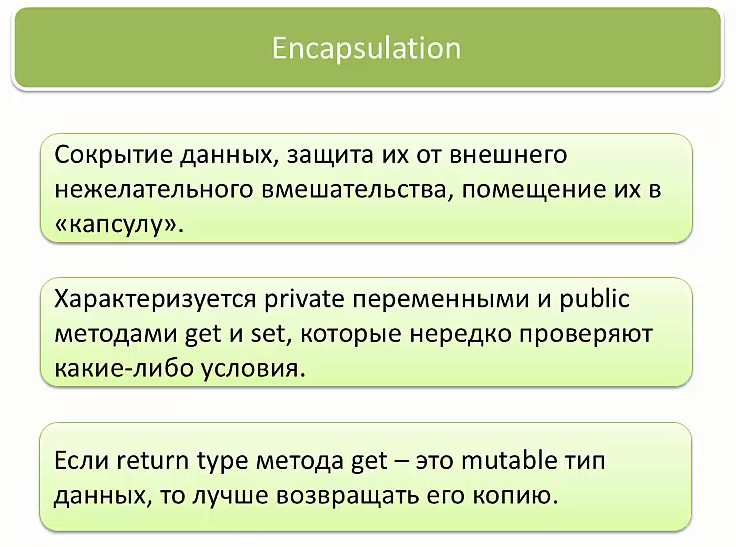 Encapsulation
Сокрытие данных, защита их от внешнего
нежелательного вмешательства, помещение их в
«капсулу».
Характеризуется private переменными и public
методами get и set, которые нередко проверяют
какие-либо условия.
Если return type метода get – это mutable тип
данных, то лучше возвращать его копию.